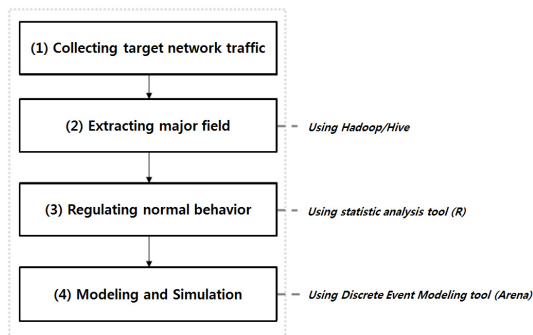 (1) Collecting target network traffic
(2) Extracting major field
Using Hadoop/Hive
(3) Regulating normal behavior
Using statistic analysis tool (R)
(4) Modeling and Simulation
Using Discrete Event Modeling tool (Arena)